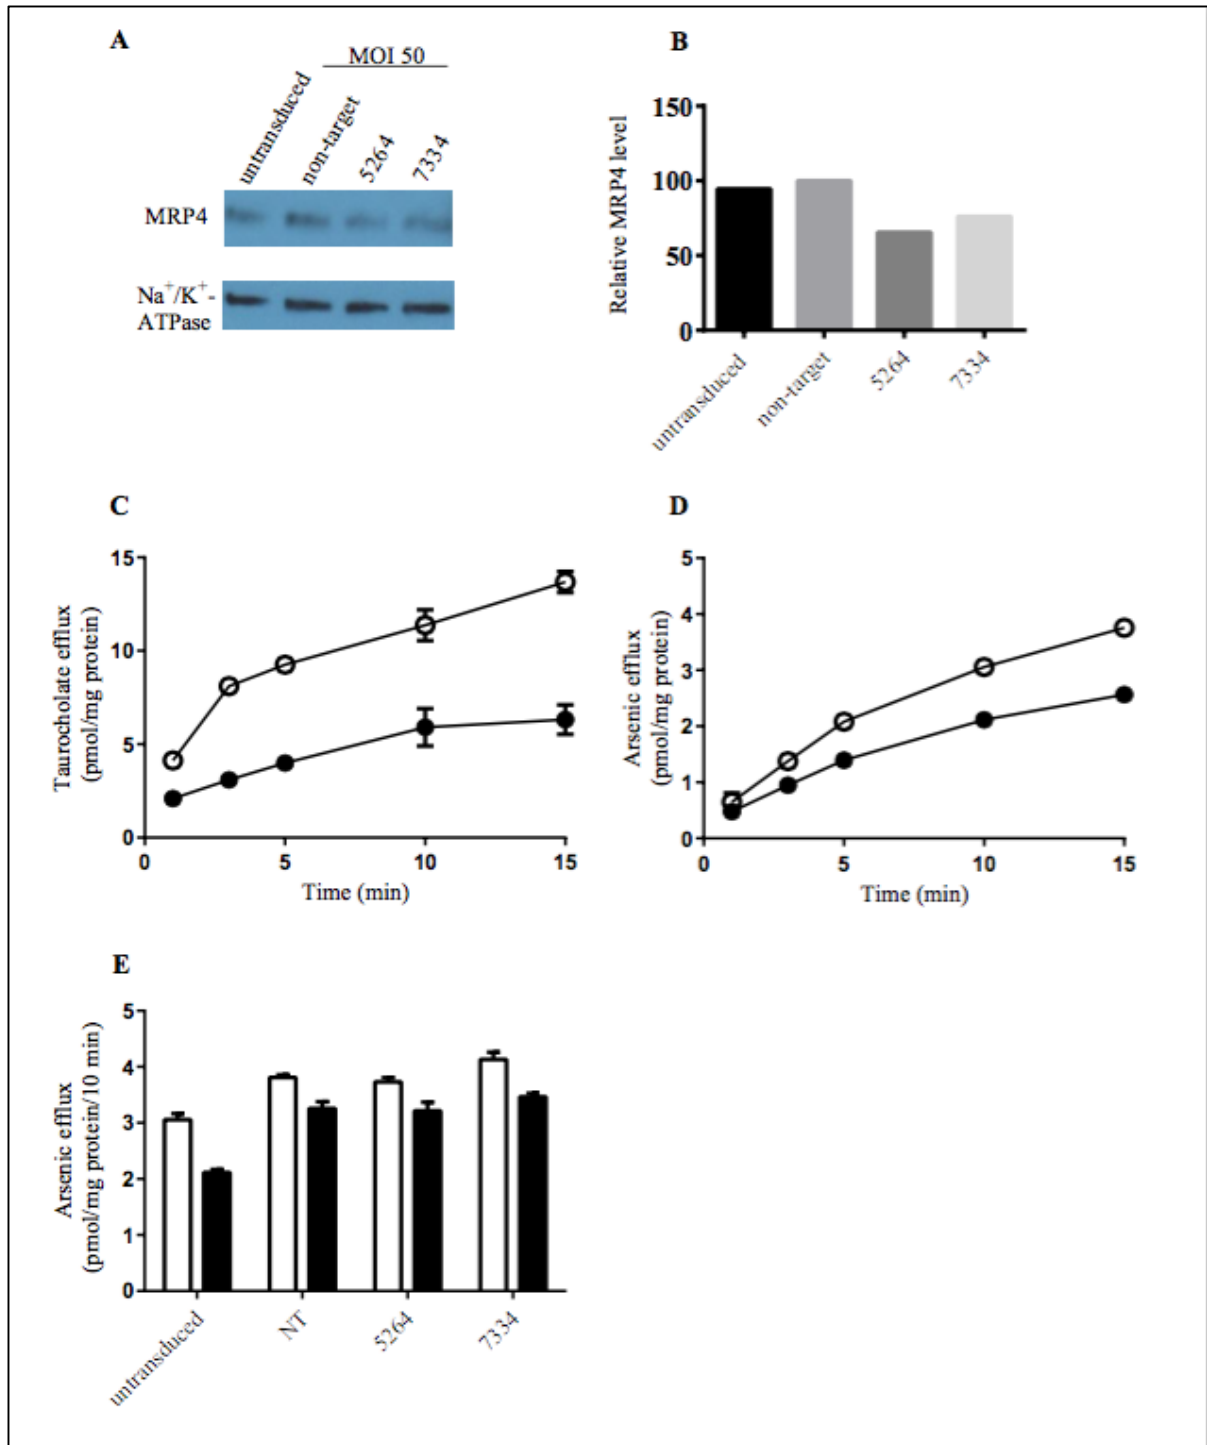 A
MOI 50
untransduced
non-target
5264
7334
MRP4
Na+/K+-
ATPase
B
Relative MRP4 level
150
100
50
0
untransduced
non-target
5264
7334
C
Taurocholate efflux
(pmol/mg protein)
15
10
5
0
0 5 10 15
Time (min)
D
Arsenic efflux
(pmol/mg protein)
5
4
3
2
1
0
0 5 10 15
Time (min)
E
Arsenic efflux
(pmol/mg protein/10 min)
5
4
3
2
1
0
untransduced
NT
5264
7334